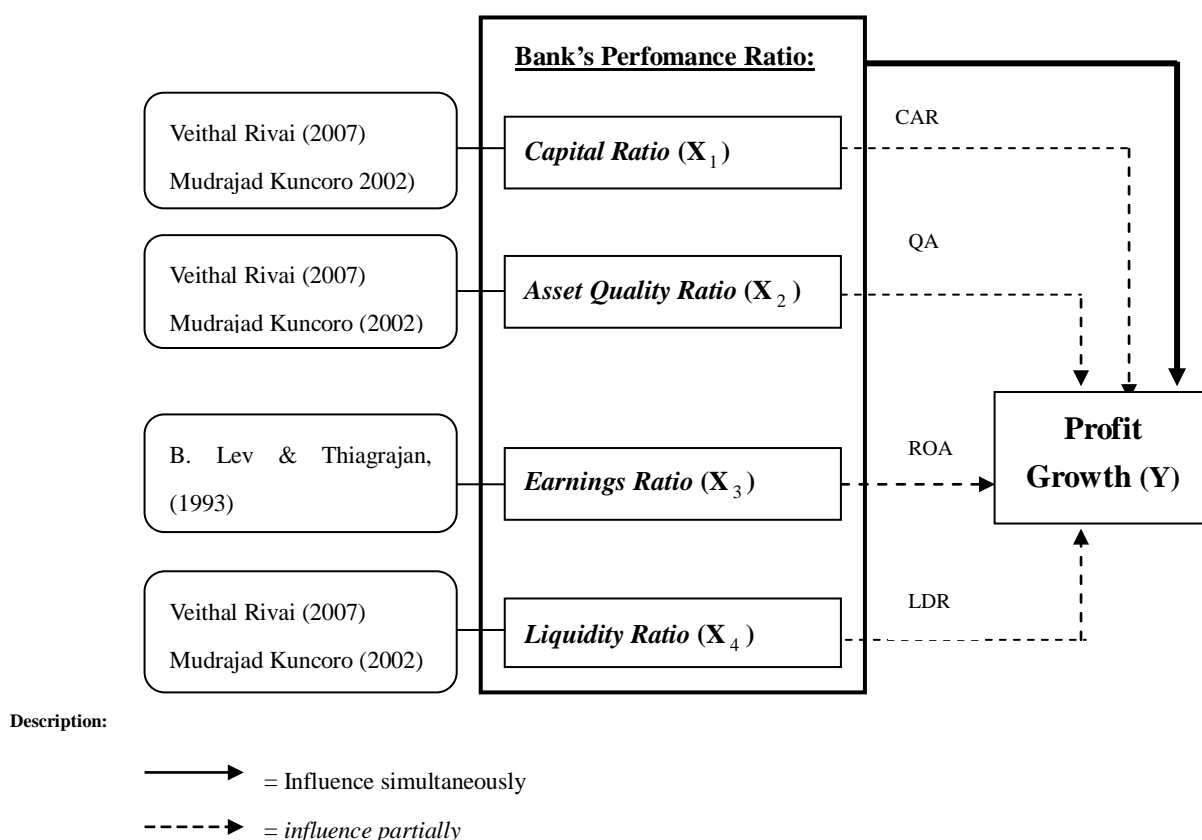 Bank's Perfomance Ratio:
Veithal Rivai (2007)
Mudrajad Kuncoro 2002)
Capital Ratio (X1)
CAR
Veithal Rivai (2007)
Mudrajad Kuncoro (2002)
Asset Quality Ratio (X2)
QA
B. Lev & Thiagrajan,
(1993)
Earnings Ratio (X3)
ROA
Profit
Growth (Y)
Veithal Rivai (2007)
Mudrajad Kuncoro (2002)
Liquidity Ratio (X4)
LDR
Description:
= Influence simultaneously
= influence partially